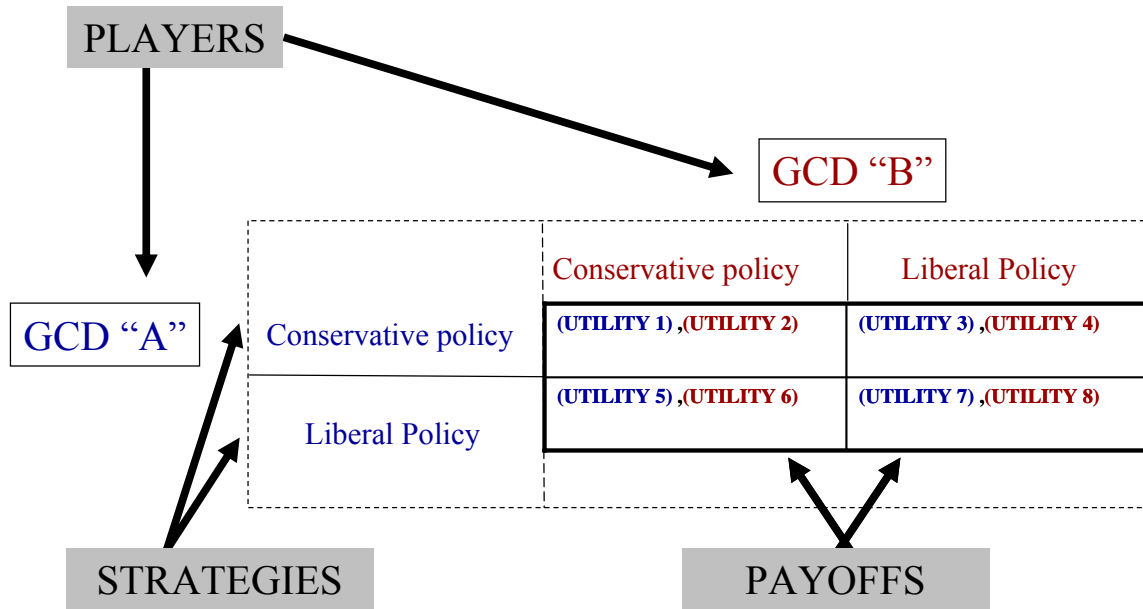 PLAYERS
GCD “B”
Conservative policy
Liberal Policy
GCD “A”
Conservative policy
(UTILITY 1) ,(UTILITY 2)
(UTILITY 3) ,(UTILITY 4)
Liberal Policy
(UTILITY 5) ,(UTILITY 6)
(UTILITY 7) ,(UTILITY 8)
STRATEGIES
PAYOFFS